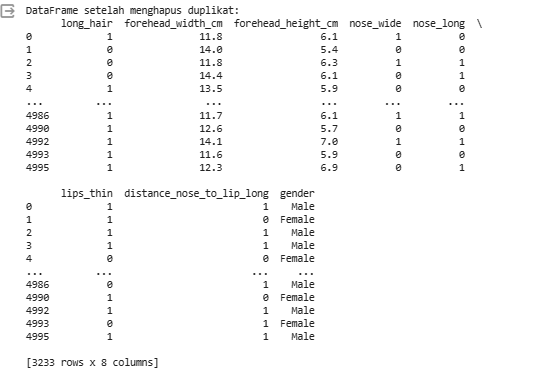 DataFrame setelah menghapus duplikat:
long_hair forehead_width_cm forehead_height_cm nose_wide nose_long \
0 1 11.8 6.1 1 0
1 0 14.0 5.4 0 0
2 0 11.8 6.3 1 1
3 0 14.4 6.1 0 1
4 1 13.5 5.9 0 0
... ... ... ... ... ...
4986 1 11.7 6.1 1 1
4990 1 12.6 5.7 0 0
4992 1 14.1 7.0 1 1
4993 1 11.6 5.9 0 0
4995 1 12.3 6.9 0 1
lips_thin distance_nose_to_lip_long gender
0 1 1 Male
1 1 0 Female
2 1 1 Male
3 1 1 Male
4 0 0 Female
... ... ... ...
4986 0 1 Male
4990 1 0 Female
4992 1 1 Male
4993 0 1 Female
4995 1 1 Male
[3233 rows x 8 columns]